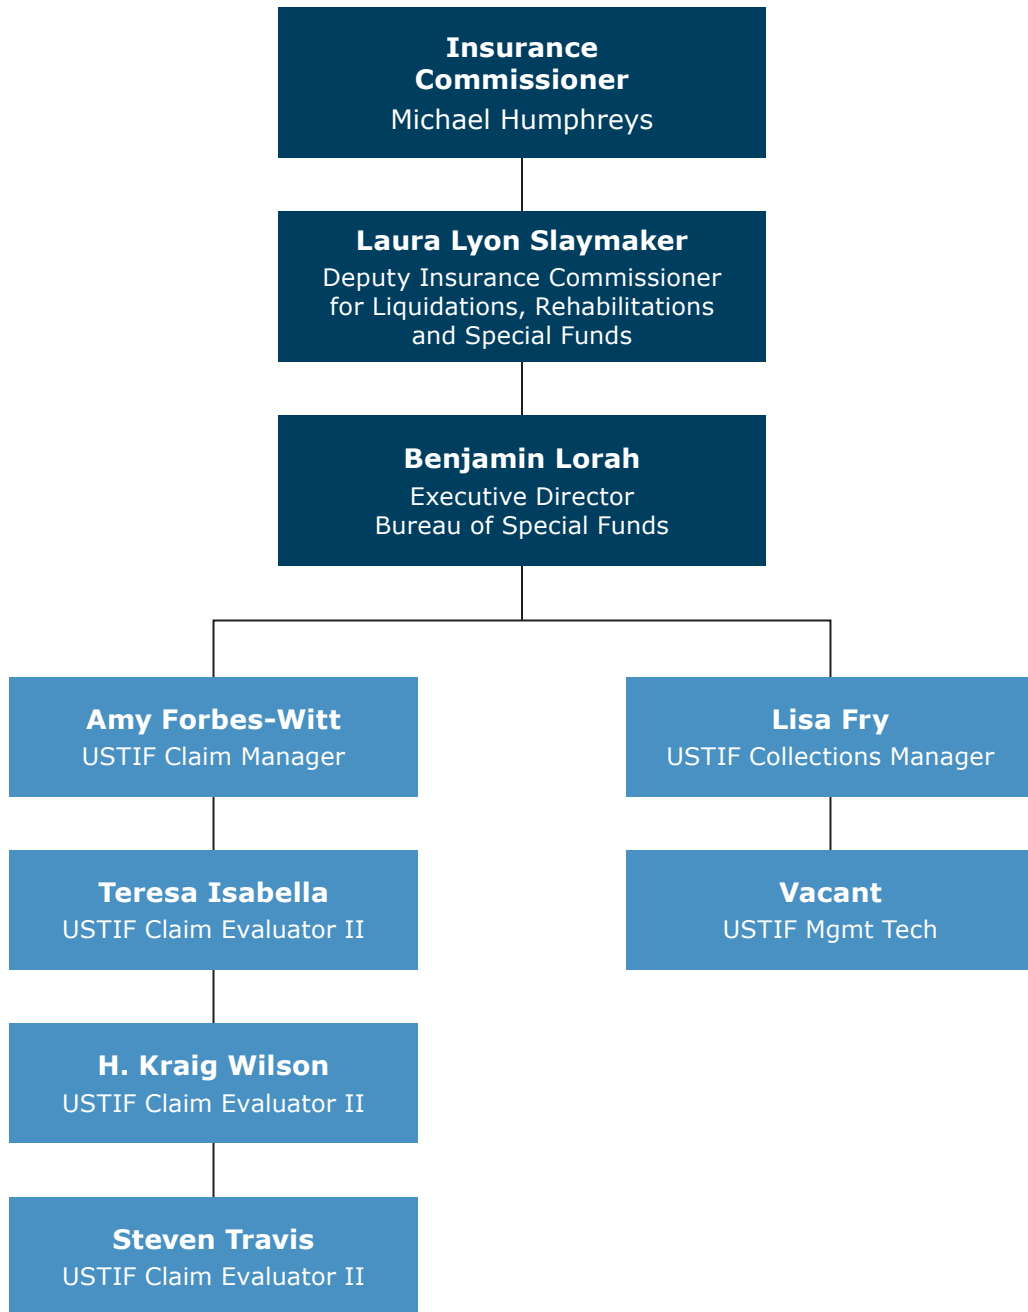 Insurance
Commissioner
Michael Humphreys
Laura Lyon Slaymaker
Deputy Insurance Commissioner
for Liquidations, Rehabilitations
and Special Funds
Benjamin Lorah
Executive Director
Bureau of Special Funds
Amy Forbes–Witt
USTIF Claim Manager
Lisa Fry
USTIF Collections Manager
Teresa Isabella
USTIF Claim Evaluator II
Vacant
USTIF Mgmt Tech
H. Kraig Wilson
USTIF Claim Evaluator II
Steven Travis
USTIF Claim Evaluator II